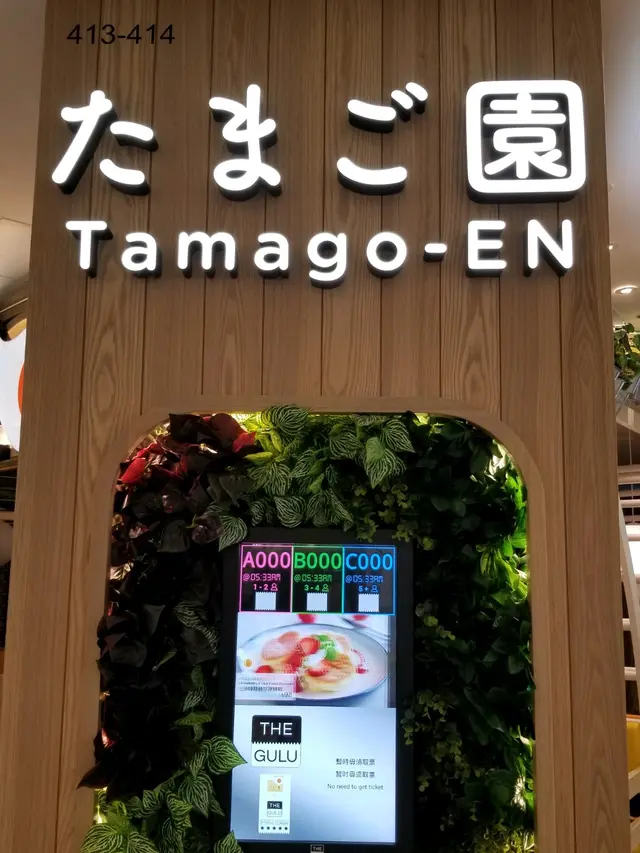 413-414
たまご園
Tamago-EN
A000 B000 C000
@05:33AM @05:33AM @05:33AM
1-2 3-4 5+
THE
GULU
暫時毋須取票
暂时毋须取票
No need to get ticket
THE
GULU
THE